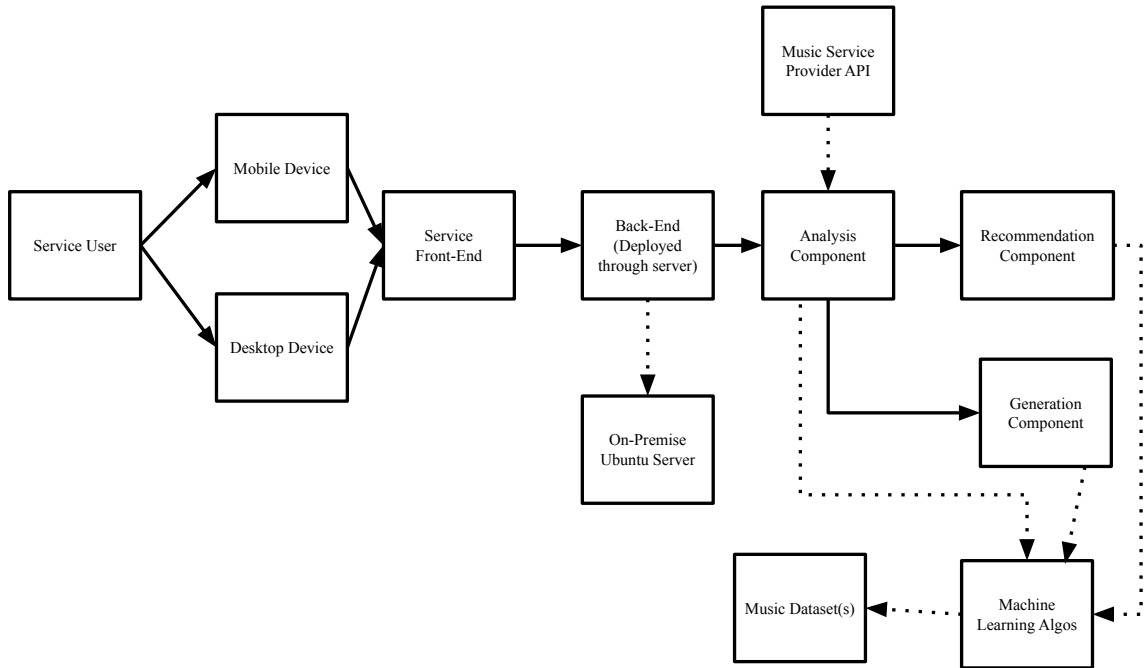 Music Service
Provider API
Mobile Device
Service User
Service
Front-End
Back-End
(Deployed
through server)
Analysis
Component
Recommendation
Component
Desktop Device
Generation
Component
On-Premise
Ubuntu Server
Music Dataset(s)
Machine
Learning Algos